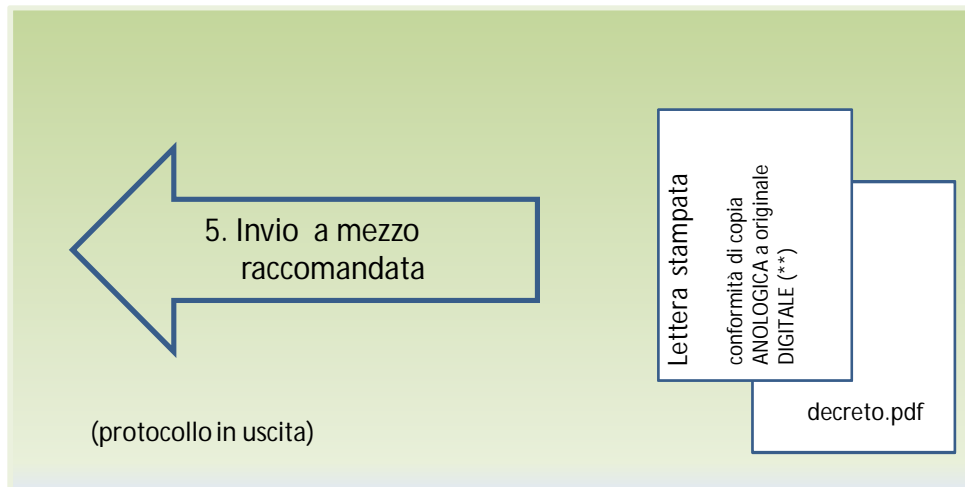 5. Invio a mezzo
raccomandata
(protocollo in uscita)
Lettera stampata
conformità di copia
ANOLOGICA a originale
DIGITALE (**)
decreto.pdf